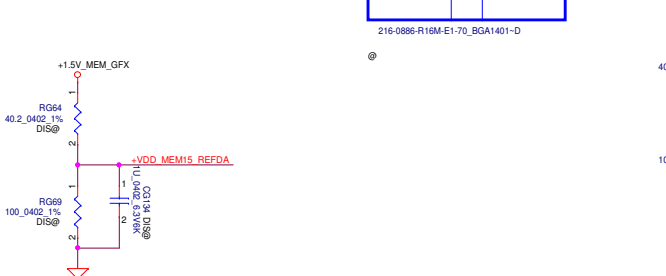 216-0886-R16M-E1-70_BGA1401~D
@
+1.5V_MEM_GFX
40
1
RG64
40.2_0402_1%
DIS@
2
+VDD_MEM15_REFDA
10
1
1
RG69
100_0402_1%
DIS@
2
2
CG134 DIS@
1U_0402_6.3V6K